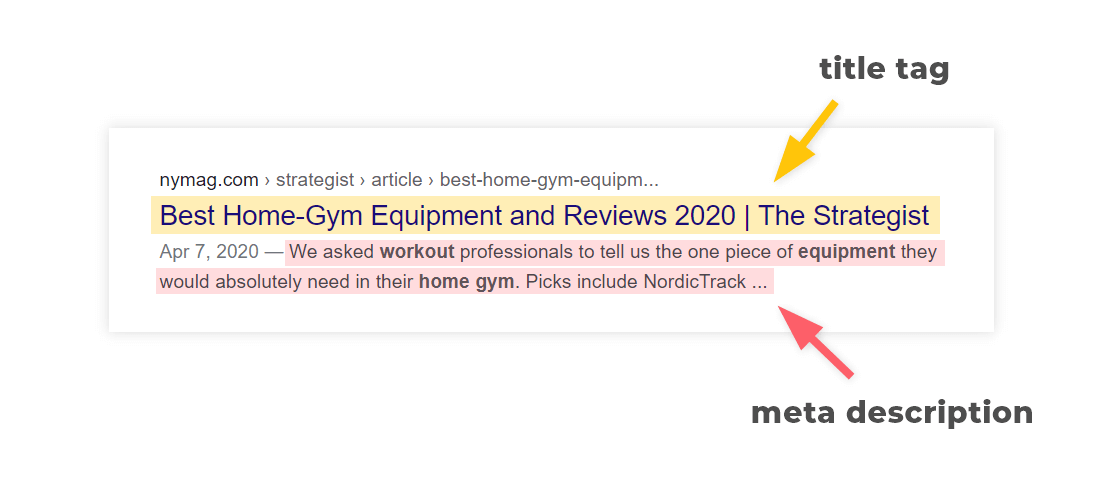 title tag
nymag.com › strategist › article › best-home-gym-equipm...
Best Home-Gym Equipment and Reviews 2020 | The Strategist
Apr 7, 2020 — We asked workout professionals to tell us the one piece of equipment they
would absolutely need in their home gym. Picks include NordicTrack ...
meta description